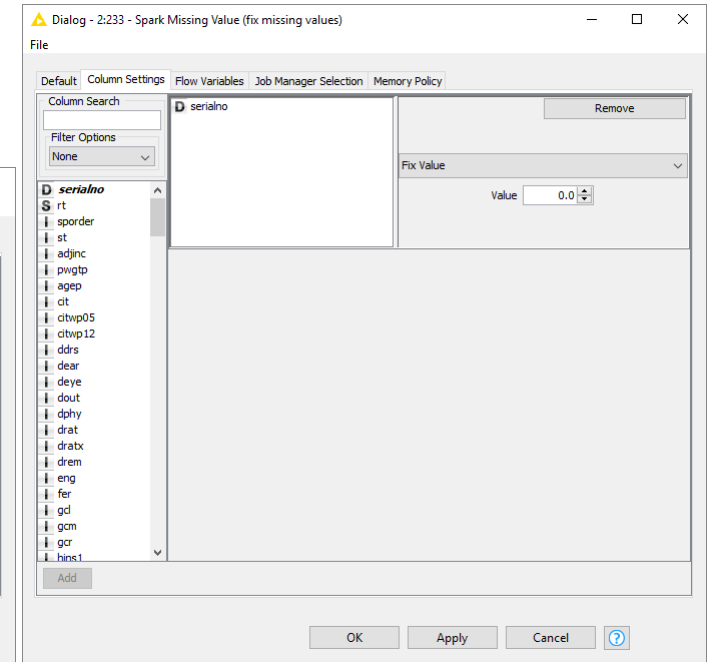 Dialog - 2:233 - Spark Missing Value (fix missing values)
File
Default Column Settings Flow Variables Job Manager Selection Memory Policy
Column Search
Filter Options
None
D serialno
S rt
I sporder
I st
I adjinc
I pwgtp
I agep
I cit
I citwp05
I citwp12
I ddrs
I dear
I deye
I dout
I dphy
I drat
I dratx
I drem
I eng
I fer
I gcl
I gcm
I gcr
I hins1
Add
D serialno
Remove
Fix Value
Value 0.0
OK Apply Cancel ?